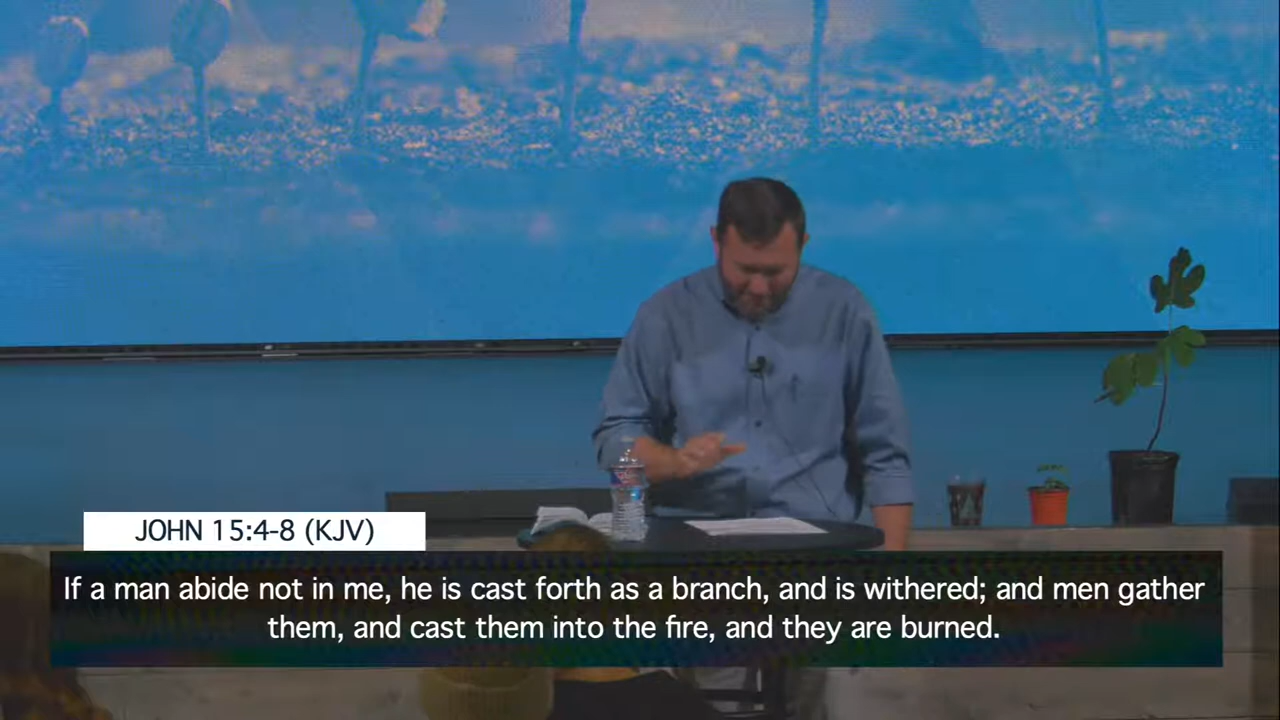 JOHN 15:4-8 (KJV)
If a man abide not in me, he is cast forth as a branch, and is withered; and men gather
them, and cast them into the fire, and they are burned.